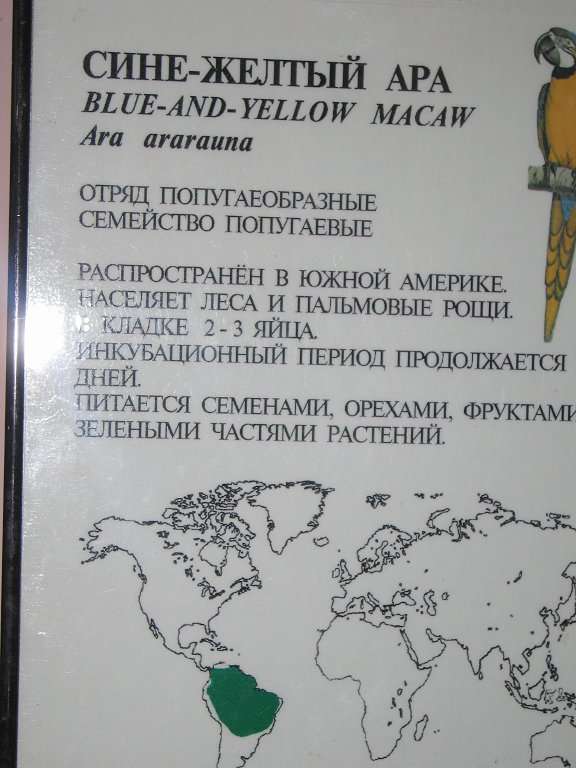 СИНЕ-ЖЕЛТЫЙ АРА
BLUE-AND-YELLOW MACAW
Ara ararauna
ОТРЯД ПОПУГАЕОБРАЗНЫЕ
СЕМЕЙСТВО ПОПУГАЕВЫЕ
РАСПРОСТРАНЁН В ЮЖНОЙ АМЕРИКЕ.
НАСЕЛЯЕТ ЛЕСА И ПАЛЬМОВЫЕ РОЩИ.
В КЛАДКЕ 2-3 ЯЙЦА.
ИНКУБАЦИОННЫЙ ПЕРИОД ПРОДОЛЖАЕТСЯ
ДНЕЙ.
ПИТАЕТСЯ СЕМЕНАМИ, ОРЕХАМИ, ФРУКТАМИ
ЗЕЛЕНЫМИ ЧАСТЯМИ РАСТЕНИЙ.